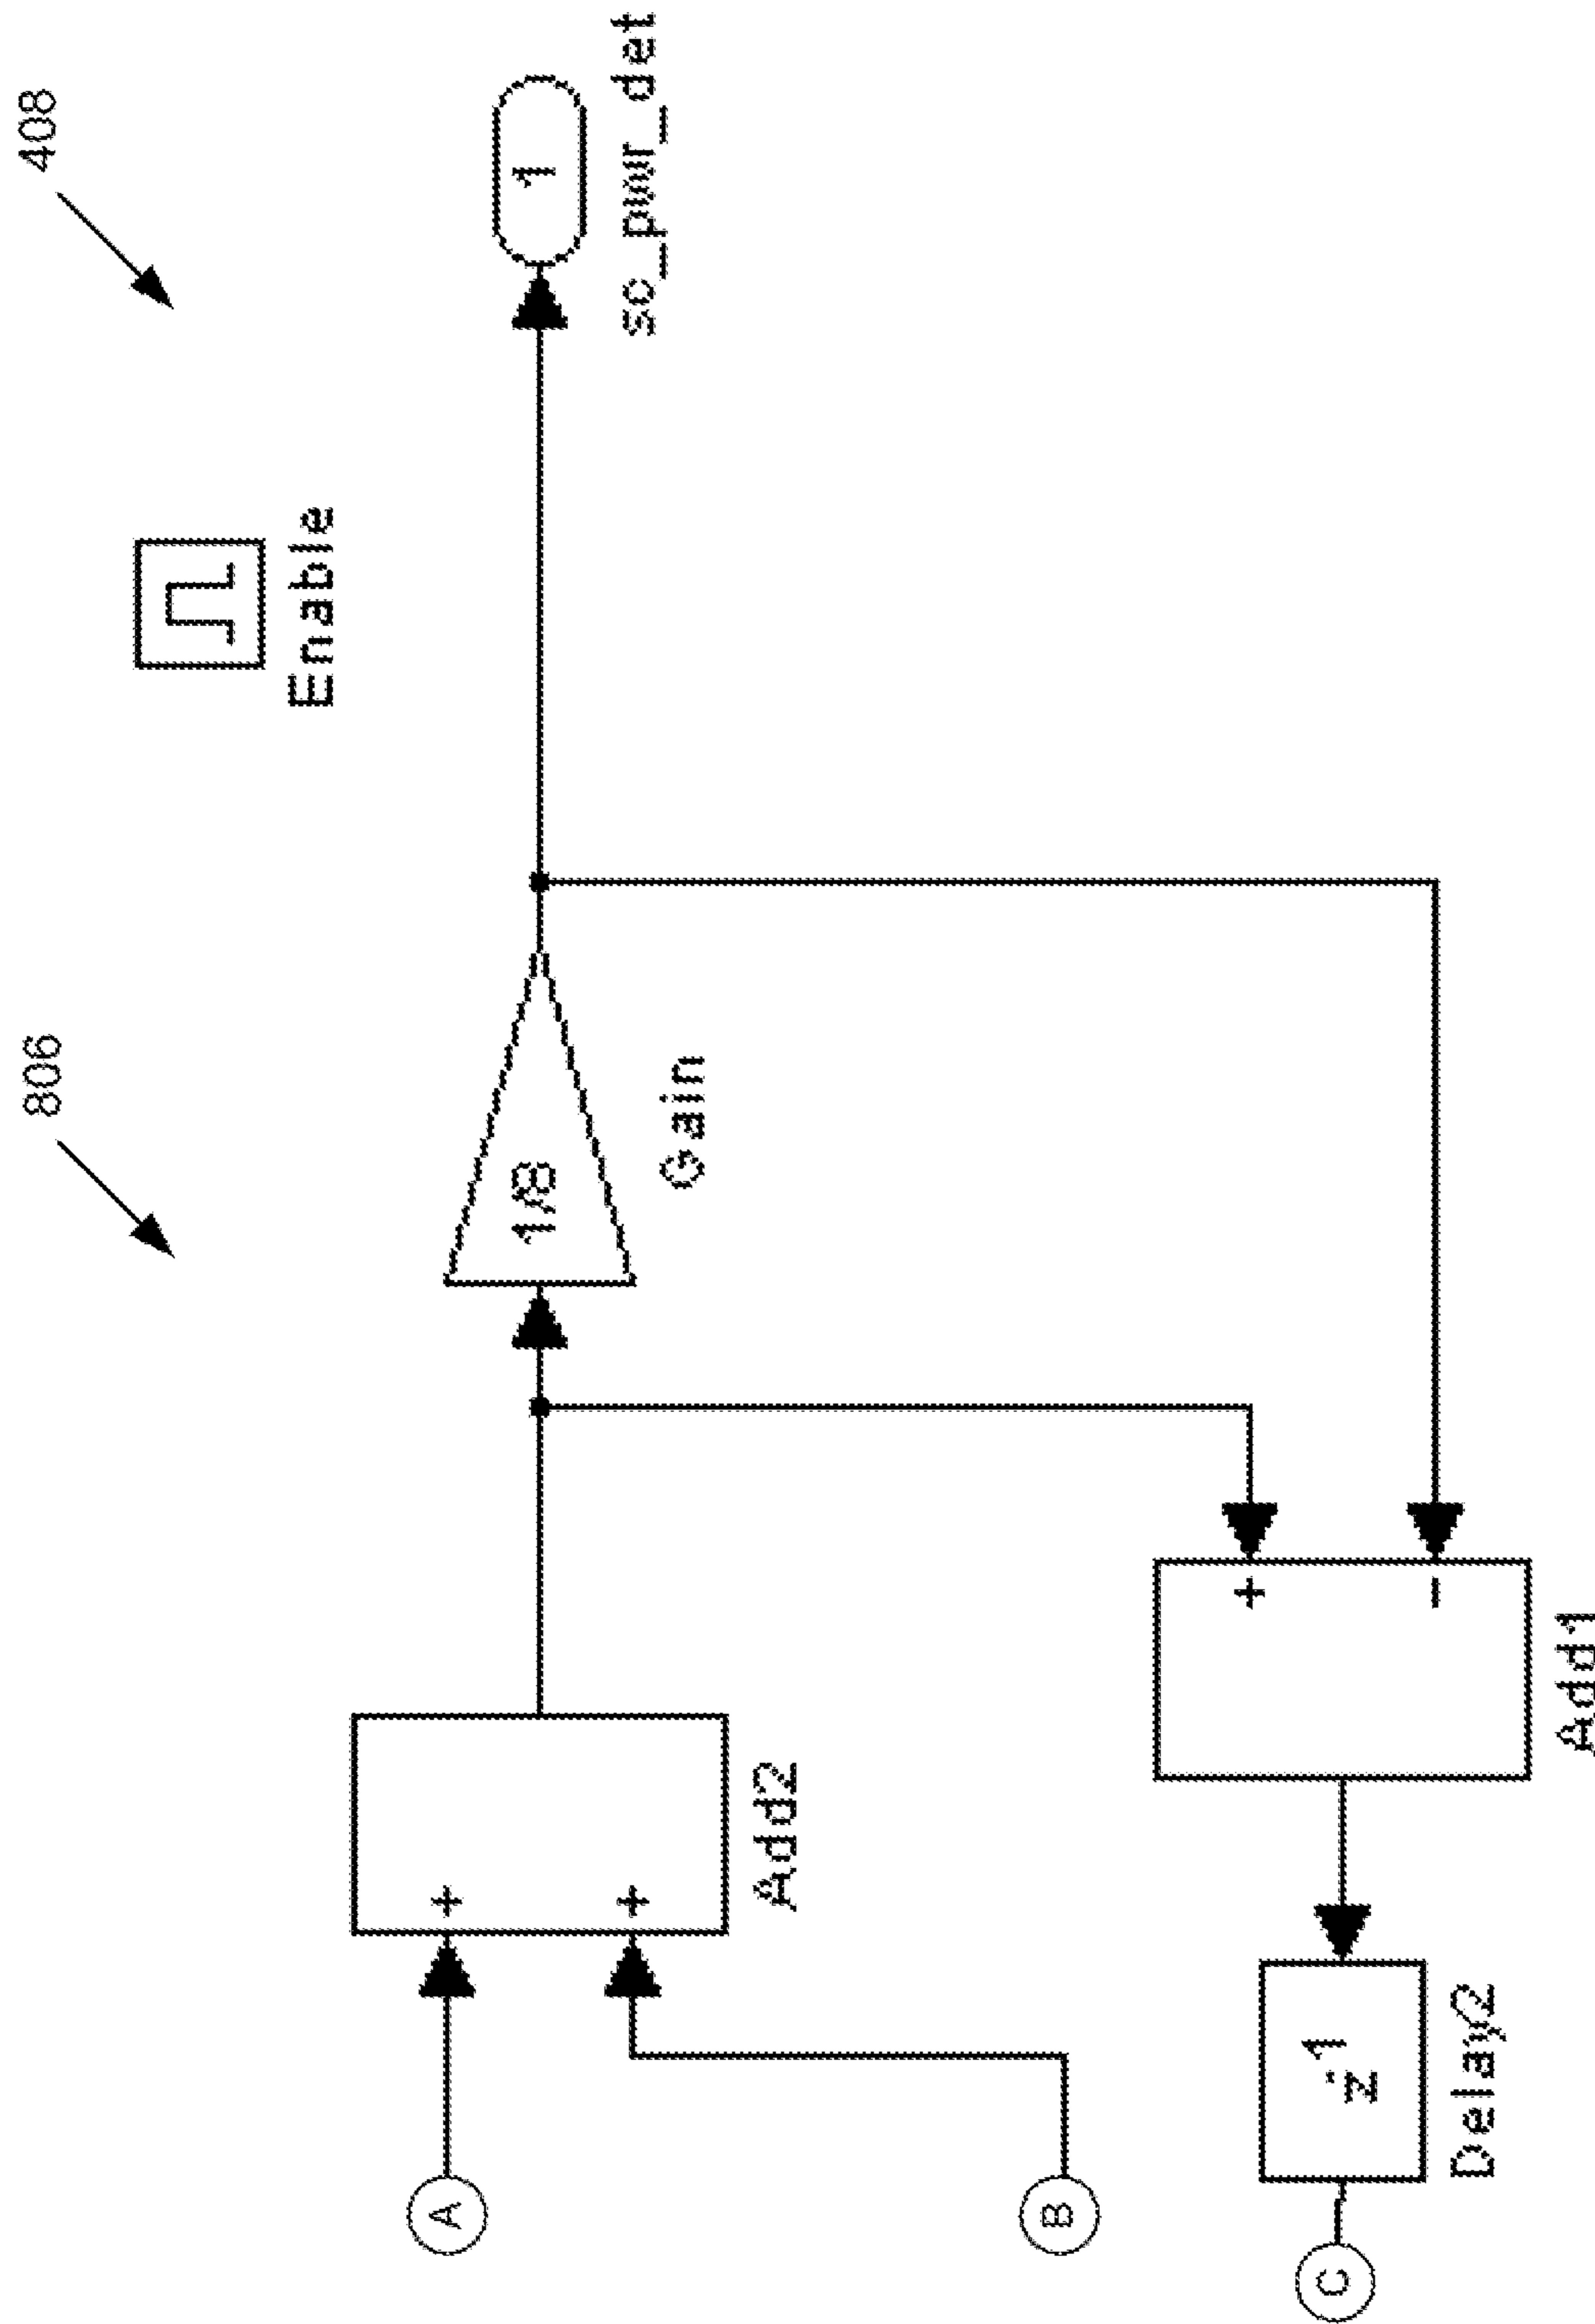 806
408
Enable
A
+
+
Add2
1/8
Gain
1
sc_pwr_det
B
C
z-1
Delay2
+
-
Add1